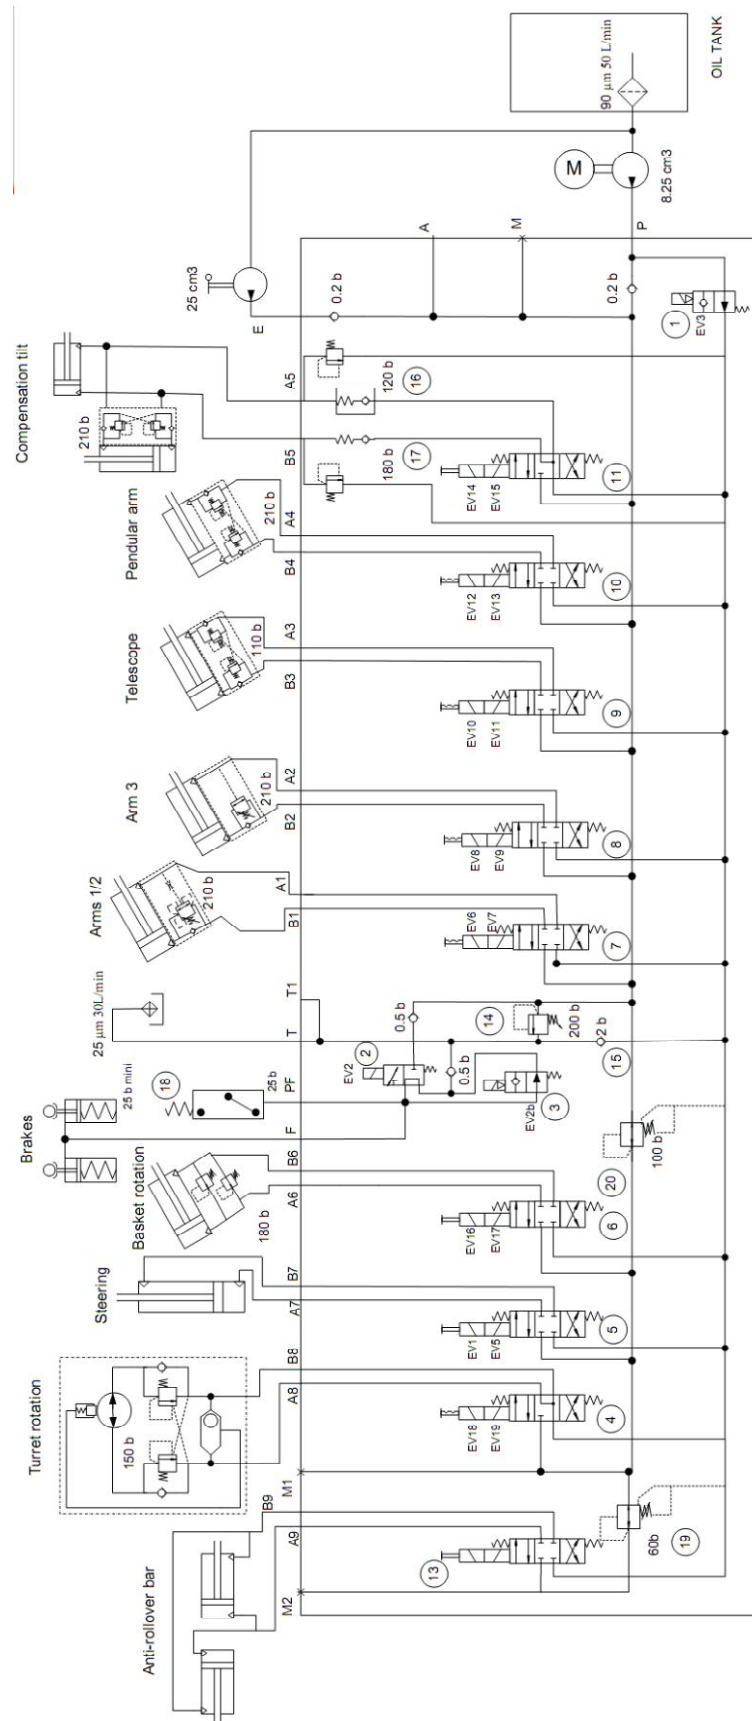 OIL TANK
90 µm 50 L/min
M
8.25 cm3
P
M
A
25 cm3
E
0.2 b
0.2 b
1
EV3
Compensation tilt
210 b
A5
B5
120 b
16
180 b
17
EV14
EV15
11
Pendular arm
210 b
A4
B4
EV12
EV13
10
Telescope
110 b
A3
B3
EV10
EV11
9
Arm 3
210 b
A2
B2
EV8
EV9
8
Arms 1/2
210 b
A1
B1
EV6
EV7
7
25 µm 30L/min
T1
T
0.5 b
14
200 b
2 b
15
2
EV2
0.5 b
EV2b
3
Brakes
25 b mini
18
25 b
PF
F
100 b
20
Basket rotation
180 b
B6
A6
EV16
EV17
6
Steering
B7
A7
EV1
EV5
5
Turret rotation
150 b
B8
A8
EV18
EV19
4
M1
Anti-rollover bar
B9
A9
M2
13
60b
19